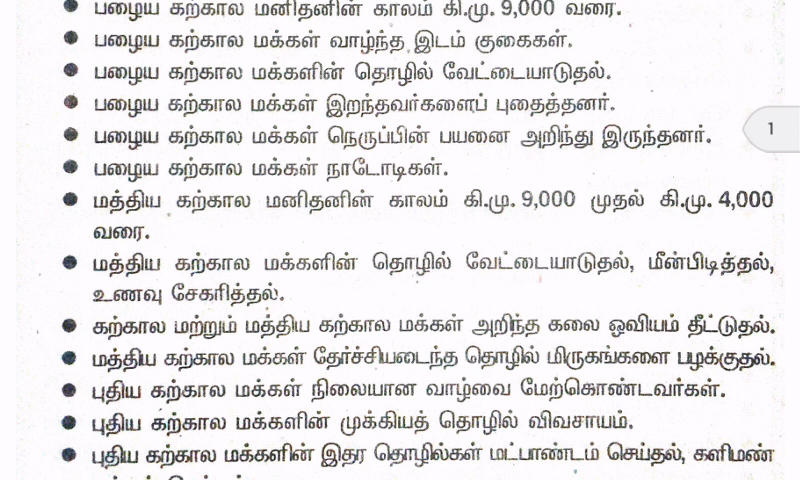 ● பழைய கற்கால மனிதனின் காலம் கி.மு. 9,000 வரை.
● பழைய கற்கால மக்கள் வாழ்ந்த இடம் குகைகள்.
● பழைய கற்கால மக்களின் தொழில் வேட்டையாடுதல்.
● பழைய கற்கால மக்கள் இறந்தவர்களைப் புதைத்தனர்.
● பழைய கற்கால மக்கள் நெருப்பின் பயனை அறிந்து இருந்தனர்.
1
● பழைய கற்கால மக்கள் நாடோடிகள்.
● மத்திய கற்கால மனிதனின் காலம் கி.மு. 9,000 முதல் கி.மு. 4,000
வரை.
● மத்திய கற்கால மக்களின் தொழில் வேட்டையாடுதல், மீன்பிடித்தல்,
உணவு சேகரித்தல்.
● கற்கால மற்றும் மத்திய கற்கால மக்கள் அறிந்த கலை ஓவியம் தீட்டுதல்.
● மத்திய கற்கால மக்கள் தேர்ச்சியடைந்த தொழில் மிருகங்களை பழக்குதல்.
● புதிய கற்கால மக்கள் நிலையான வாழ்வை மேற்கொண்டவர்கள்.
● புதிய கற்கால மக்களின் முக்கியத் தொழில் விவசாயம்.
● புதிய கற்கால மக்களின் இதர தொழில்கள் மட்பாண்டம் செய்தல், களிமண்